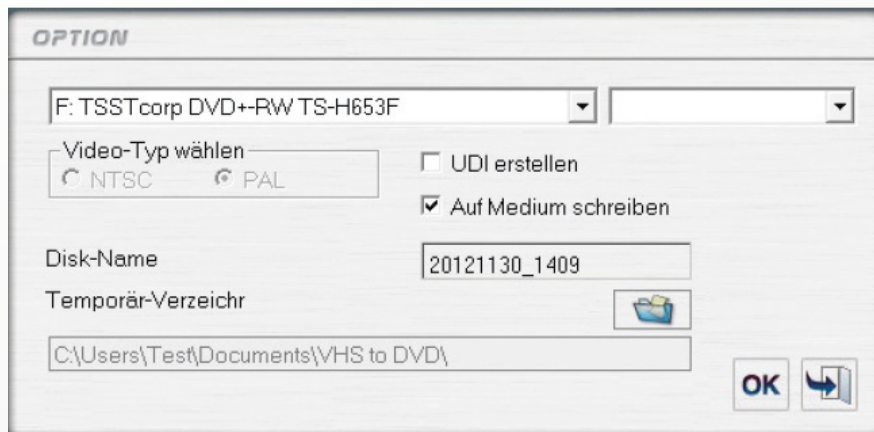 OPTION
F: TSSTcorp DVD+-RW TS-H653F
Video-Typ wählen
NTSC PAL
UDI erstellen
Auf Medium schreiben
Disk-Name
20121130_1409
Temporär-Verzeichr
C:\Users\Test\Documents\VHS to DVD\
OK